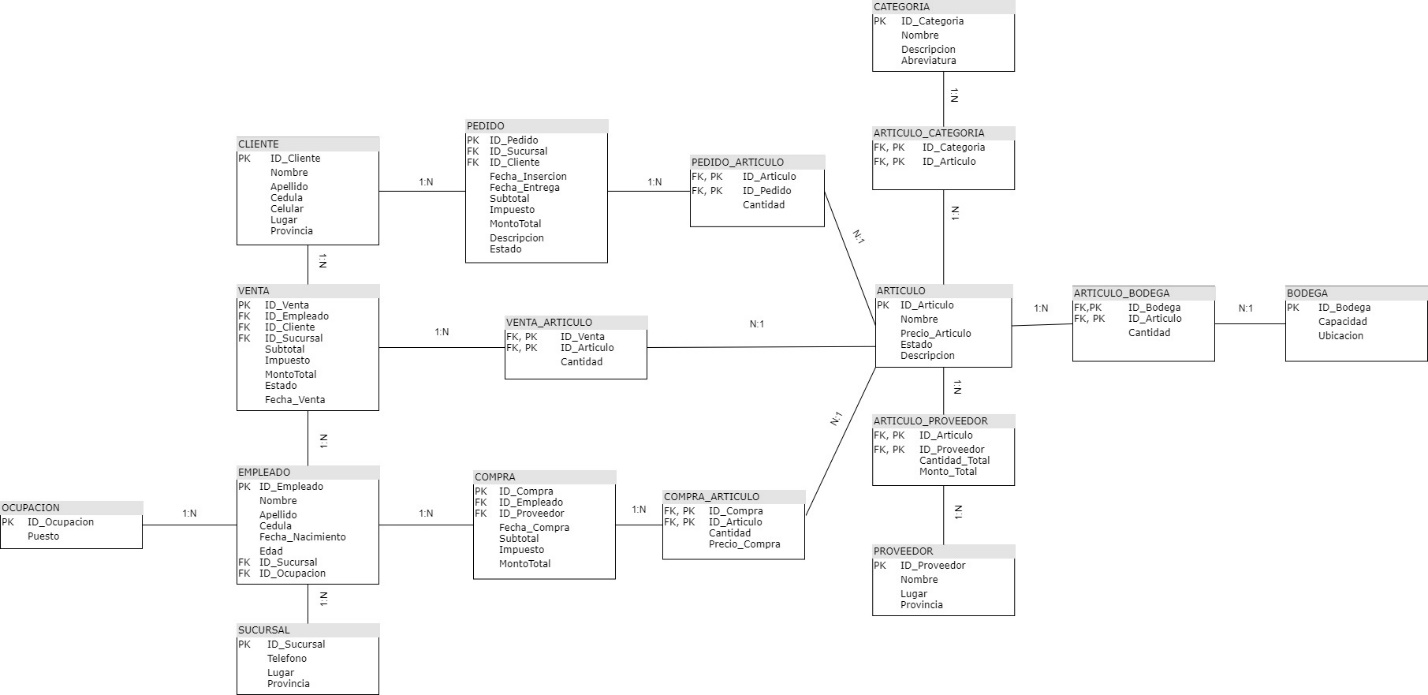 CATEGORIA
PK ID_Categoria
Nombre
Descripcion
Abreviatura
1:N
ARTICULO_CATEGORIA
FK, PK ID_Categoria
FK, PK ID_Articulo
N:1
CLIENTE
PK ID_Cliente
Nombre
Apellido
Cedula
Celular
Lugar
Provincia
1:N
PEDIDO
PK ID_Pedido
FK ID_Sucursal
FK ID_Cliente
Fecha_Insercion
Fecha_Entrega
Subtotal
Impuesto
MontoTotal
Descripcion
Estado
1:N
PEDIDO_ARTICULO
FK, PK ID_Articulo
FK, PK ID_Pedido
Cantidad
N:1
1:N
VENTA
PK ID_Venta
FK ID_Empleado
FK ID_Cliente
FK ID_Sucursal
Subtotal
Impuesto
MontoTotal
Estado
Fecha_Venta
1:N
VENTA_ARTICULO
FK, PK ID_Venta
FK, PK ID_Articulo
Cantidad
N:1
ARTICULO
PK ID_Articulo
Nombre
Precio_Articulo
Estado
Descripcion
1:N
ARTICULO_BODEGA
FK,PK ID_Bodega
FK, PK ID_Articulo
Cantidad
N:1
BODEGA
PK ID_Bodega
Capacidad
Ubicacion
1:N
ARTICULO_PROVEEDOR
FK, PK ID_Articulo
FK, PK ID_Proveedor
Cantidad_Total
Monto_Total
N:1
PROVEEDOR
PK ID_Proveedor
Nombre
Lugar
Provincia
N:1
OCUPACION
PK ID_Ocupacion
Puesto
1:N
EMPLEADO
PK ID_Empleado
Nombre
Apellido
Cedula
Fecha_Nacimiento
Edad
FK ID_Sucursal
FK ID_Ocupacion
1:N
COMPRA
PK ID_Compra
FK ID_Empleado
FK ID_Proveedor
Fecha_Compra
Subtotal
Impuesto
MontoTotal
1:N
COMPRA_ARTICULO
FK, PK ID_Compra
FK, PK ID_Articulo
Cantidad
Precio_Compra
N:1
N:1
SUCURSAL
PK ID_Sucursal
Telefono
Lugar
Provincia